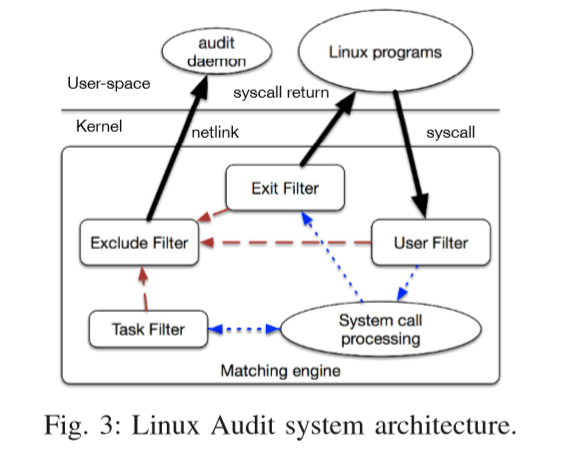 audit
daemon
Linux programs
User-space
syscall return
Kernel
netlink
syscall
Exit Filter
Exclude Filter
User Filter
Task Filter
System call
processing
Matching engine
Fig. 3: Linux Audit system architecture.